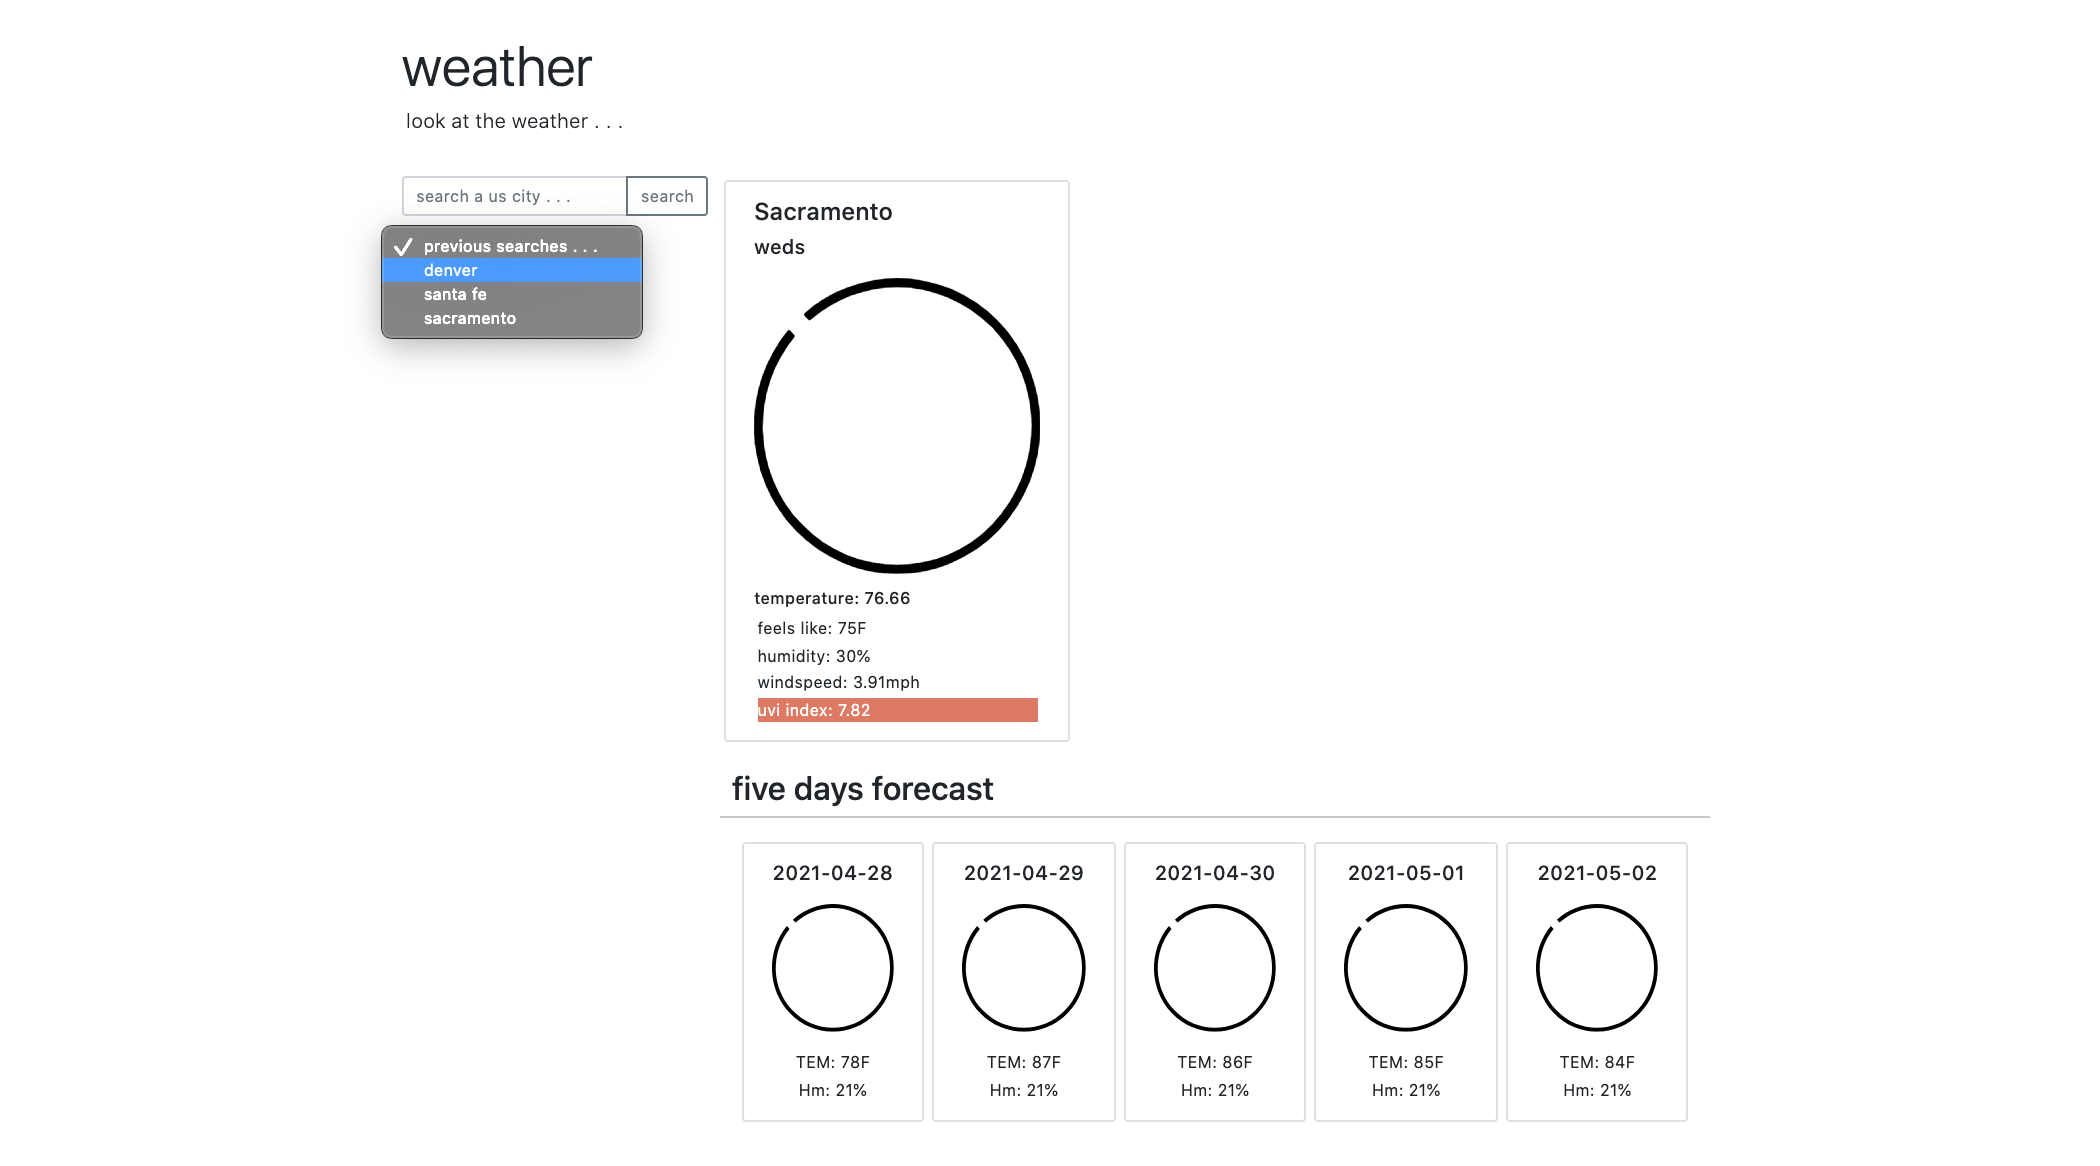 weather
look at the weather . . .
search a us city . . .
search
previous searches . . .
denver
santa fe
sacramento
Sacramento
weds
temperature: 76.66
feels like: 75F
humidity: 30%
windspeed: 3.91mph
uvi index: 7.82
five days forecast
2021-04-28
TEM: 78F
Hm: 21%
2021-04-29
TEM: 87F
Hm: 21%
2021-04-30
TEM: 86F
Hm: 21%
2021-05-01
TEM: 85F
Hm: 21%
2021-05-02
TEM: 84F
Hm: 21%